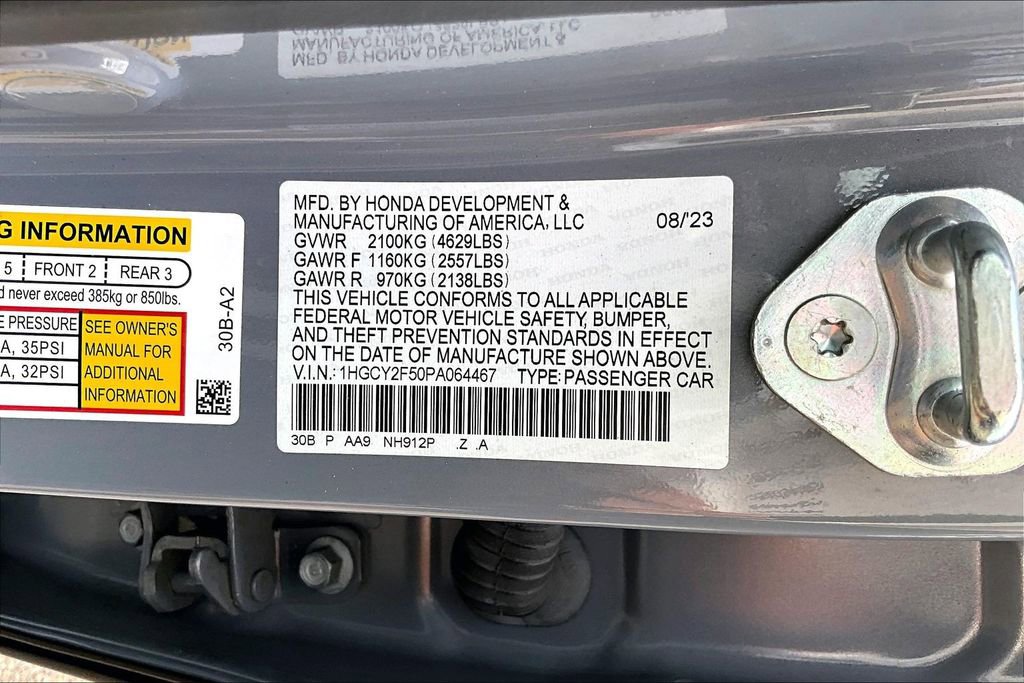 G INFORMATION
5 FRONT 2 REAR 3
d never exceed 385kg or 850lbs.
E PRESSURE
A, 35PSI
A, 32PSI
SEE OWNER'S
MANUAL FOR
ADDITIONAL
INFORMATION
30B-A2
MFD. BY HONDA DEVELOPMENT &
MANUFACTURING OF AMERICA, LLC 08/'23
GVWR 2100KG (4629LBS)
GAWR F 1160KG (2557LBS)
GAWR R 970KG (2138LBS)
THIS VEHICLE CONFORMS TO ALL APPLICABLE
FEDERAL MOTOR VEHICLE SAFETY, BUMPER,
AND THEFT PREVENTION STANDARDS IN EFFECT
ON THE DATE OF MANUFACTURE SHOWN ABOVE.
V.I.N.: 1HGCY2F50PA064467 TYPE: PASSENGER CAR
30B P AA9 NH912P .Z .A